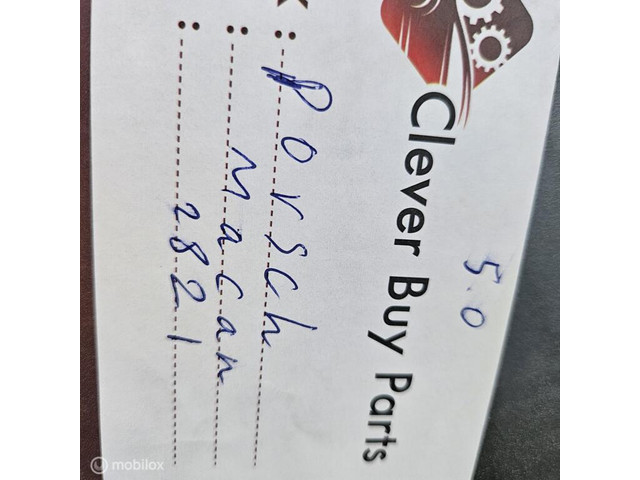 Clever Buy Parts
5.0
: Porsch
: Macan
: 2821
mobilox